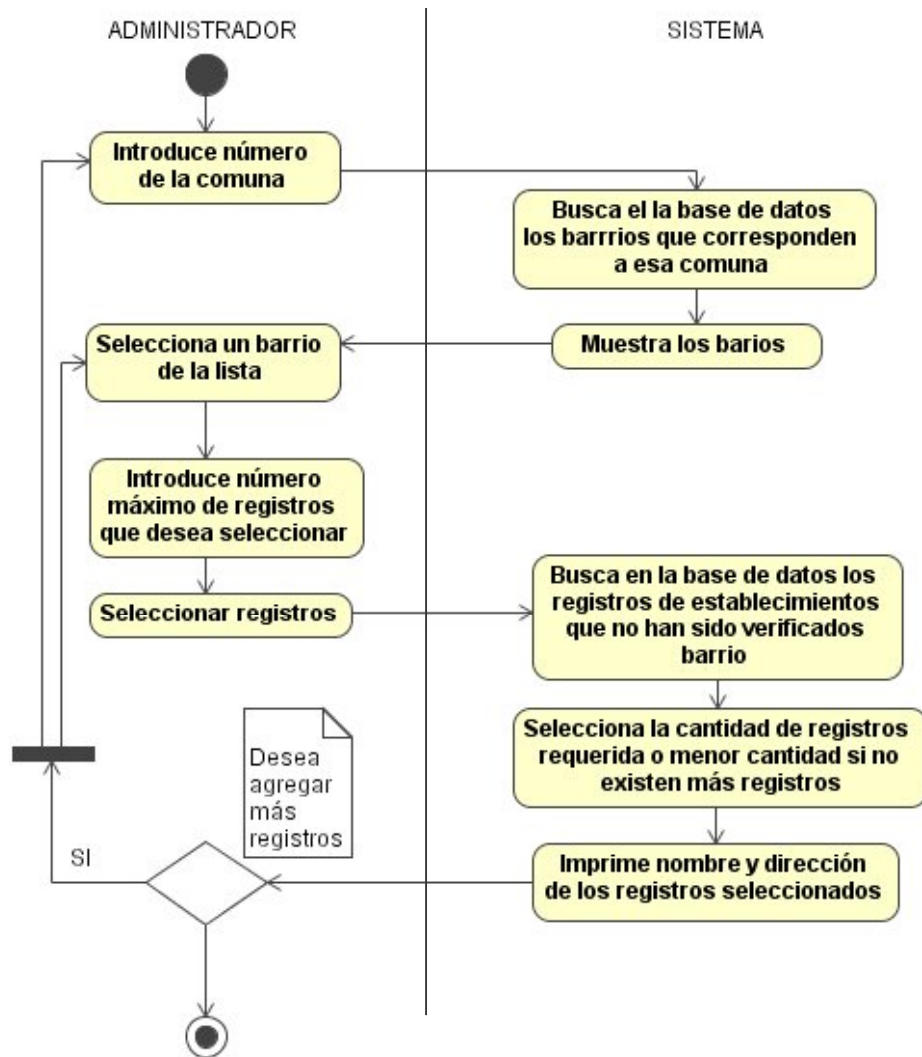 ADMINISTRADOR
SISTEMA
Introduce número
de la comuna
Busca el la base de datos
los barrrios que corresponden
a esa comuna
Muestra los barios
Selecciona un barrio
de la lista
Introduce número
máximo de registros
que desea seleccionar
Seleccionar registros
Busca en la base de datos los
registros de establecimientos
que no han sido verificados
barrio
Selecciona la cantidad de registros
requerida o menor cantidad si no
existen más registros
Imprime nombre y dirección
de los registros seleccionados
Desea
agregar
más
registros
SI